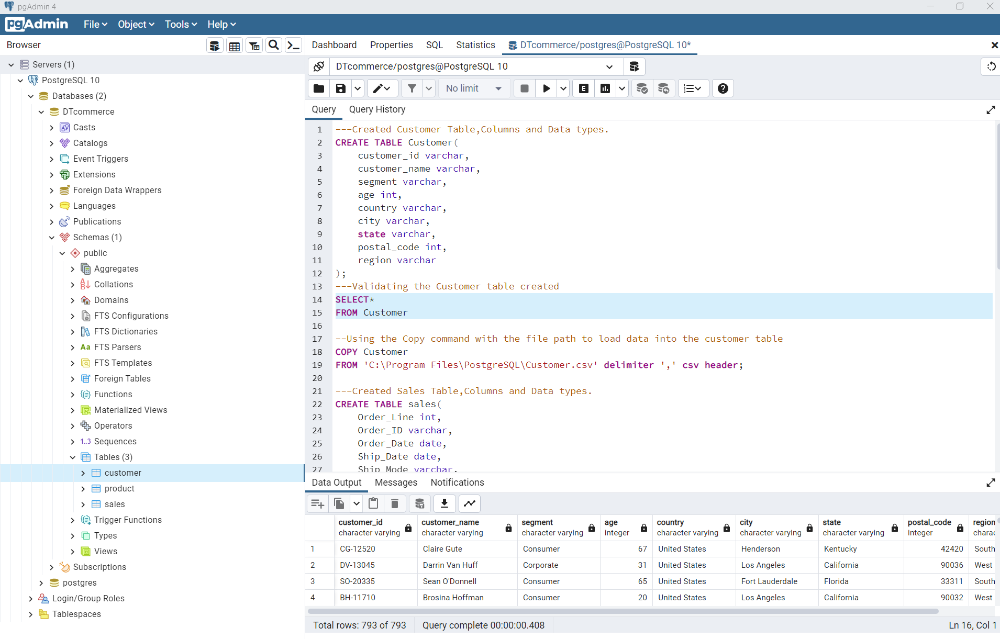 pgAdmin 4
pgAdmin File Object Tools Help
Browser
Servers (1)
PostgreSQL 10
Databases (2)
DTcommerce
Casts
Catalogs
Event Triggers
Extensions
Foreign Data Wrappers
Languages
Publications
Schemas (1)
public
Aggregates
Collations
Domains
FTS Configurations
FTS Dictionaries
Aa FTS Parsers
FTS Templates
Foreign Tables
Functions
Materialized Views
Operators
1..3 Sequences
Tables (3)
customer
product
sales
Trigger Functions
Types
Views
Subscriptions
postgres
Login/Group Roles
Tablespaces
Dashboard Properties SQL Statistics DTcommerce/postgres@PostgreSQL 10*
DTcommerce/postgres@PostgreSQL 10
No limit E
Query Query History
1 ---Created Customer Table,Columns and Data types.
2 CREATE TABLE Customer(
3 customer_id varchar,
4 customer_name varchar,
5 segment varchar,
6 age int,
7 country varchar,
8 city varchar,
9 state varchar,
10 postal_code int,
11 region varchar
12 );
13 ---Validating the Customer table created
14 SELECT*
15 FROM Customer
16
17 --Using the Copy command with the file path to load data into the customer table
18 COPY Customer
19 FROM 'C:\Program Files\PostgreSQL\Customer.csv' delimiter ',' csv header;
20
21 ---Created Sales Table,Columns and Data types.
22 CREATE TABLE sales(
23 Order_Line int,
24 Order_ID varchar,
25 Order_Date date,
26 Ship_Date date,
27 Ship_Mode varchar,
Data Output Messages Notifications
customer_id customer_name segment age country city state postal_code region
character varying character varying character varying integer character varying character varying character varying integer charac
1 CG-12520 Claire Gute Consumer 67 United States Henderson Kentucky 42420 South
2 DV-13045 Darrin Van Huff Corporate 31 United States Los Angeles California 90036 West
3 SO-20335 Sean O'Donnell Consumer 65 United States Fort Lauderdale Florida 33311 South
4 BH-11710 Brosina Hoffman Consumer 20 United States Los Angeles California 90032 West
Total rows: 793 of 793 Query complete 00:00:00.408 Ln 16, Col 1